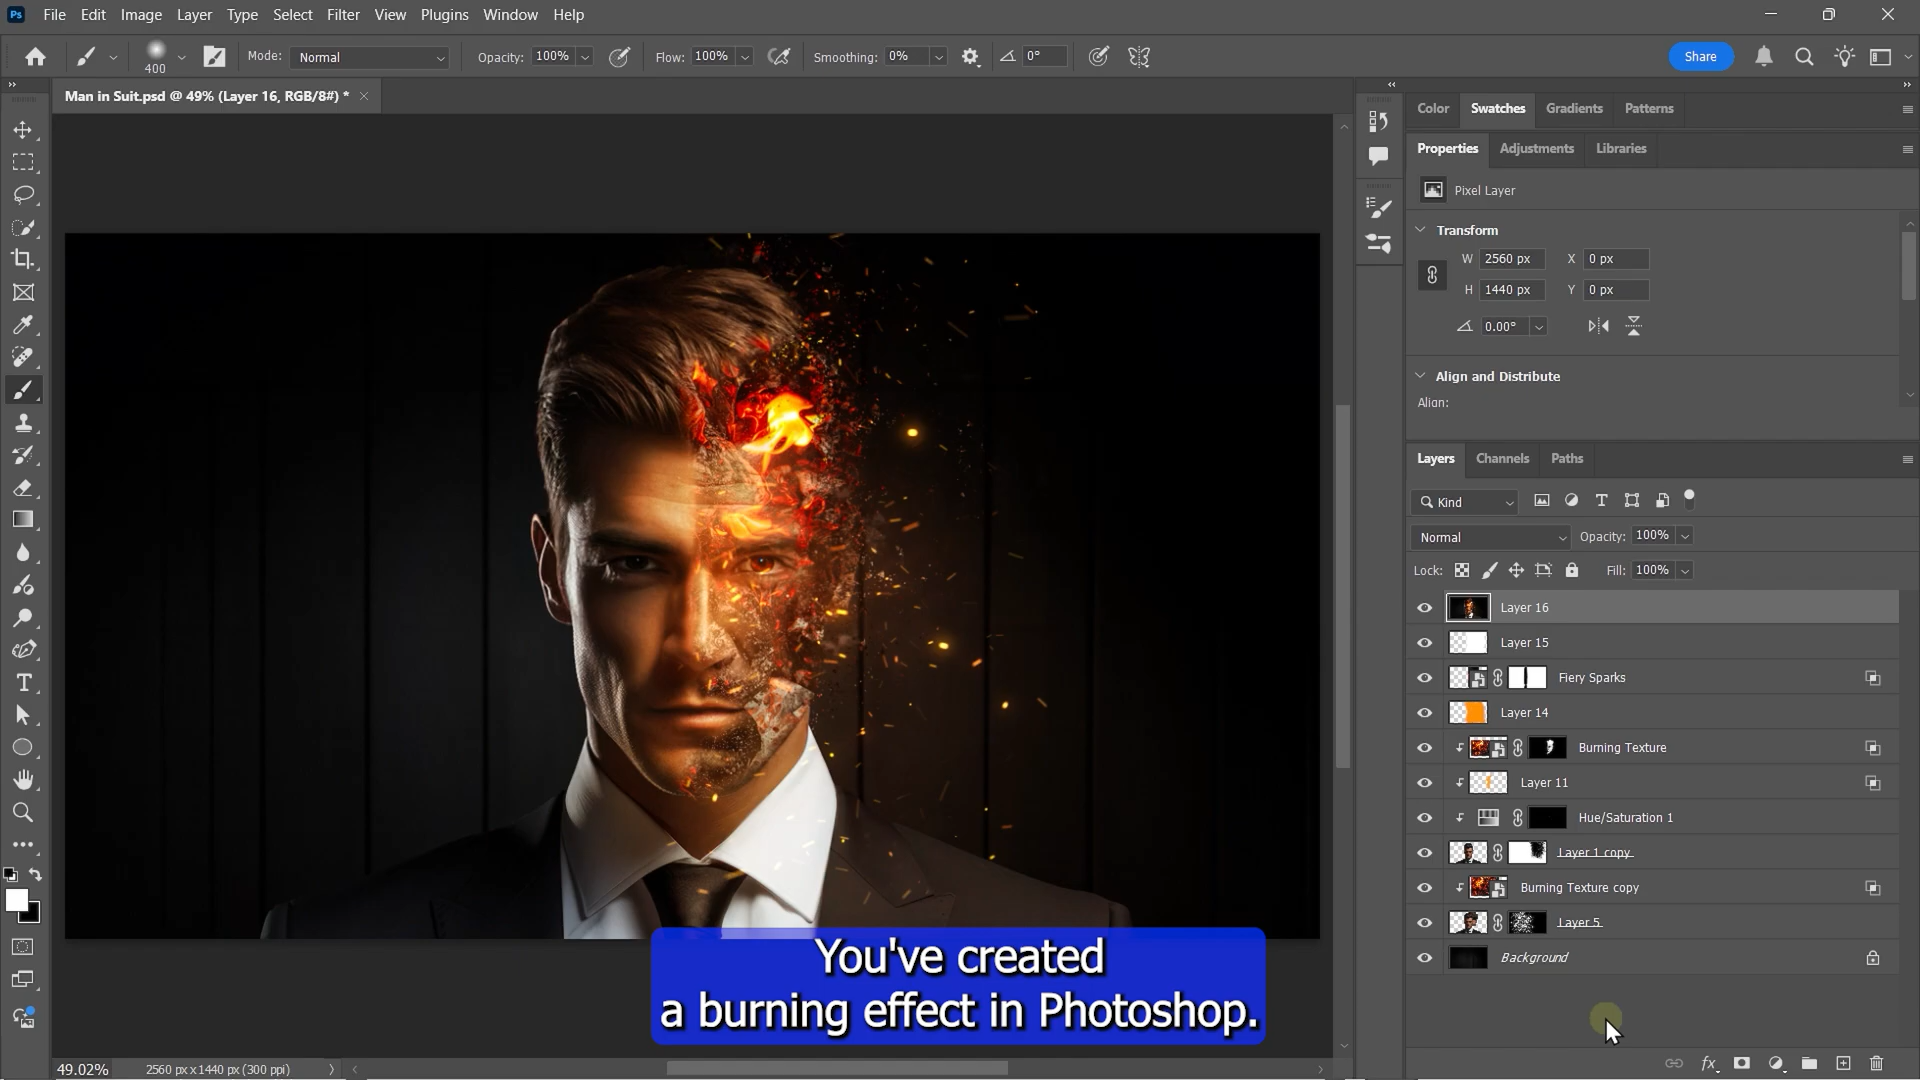 Ps File Edit Image Layer Type Select Filter View Plugins Window Help
400 Mode: Normal Opacity: 100% Flow: 100% Smoothing: 0% 0° Share
Man in Suit.psd @ 49% (Layer 16, RGB/8#) * ×
Color Swatches Gradients Patterns
Properties Adjustments Libraries
Pixel Layer
Transform
W 2560 px X 0 px
H 1440 px Y 0 px
0.00°
Align and Distribute
Align:
Layers Channels Paths
Kind
Normal Opacity: 100%
Lock: Fill: 100%
Layer 16
Layer 15
Fiery Sparks
Layer 14
Burning Texture
Layer 11
Hue/Saturation 1
Layer 1 copy
Burning Texture copy
Layer 5
Background
You've created
a burning effect in Photoshop.
49.02% 2560 px x 1440 px (300 ppi)